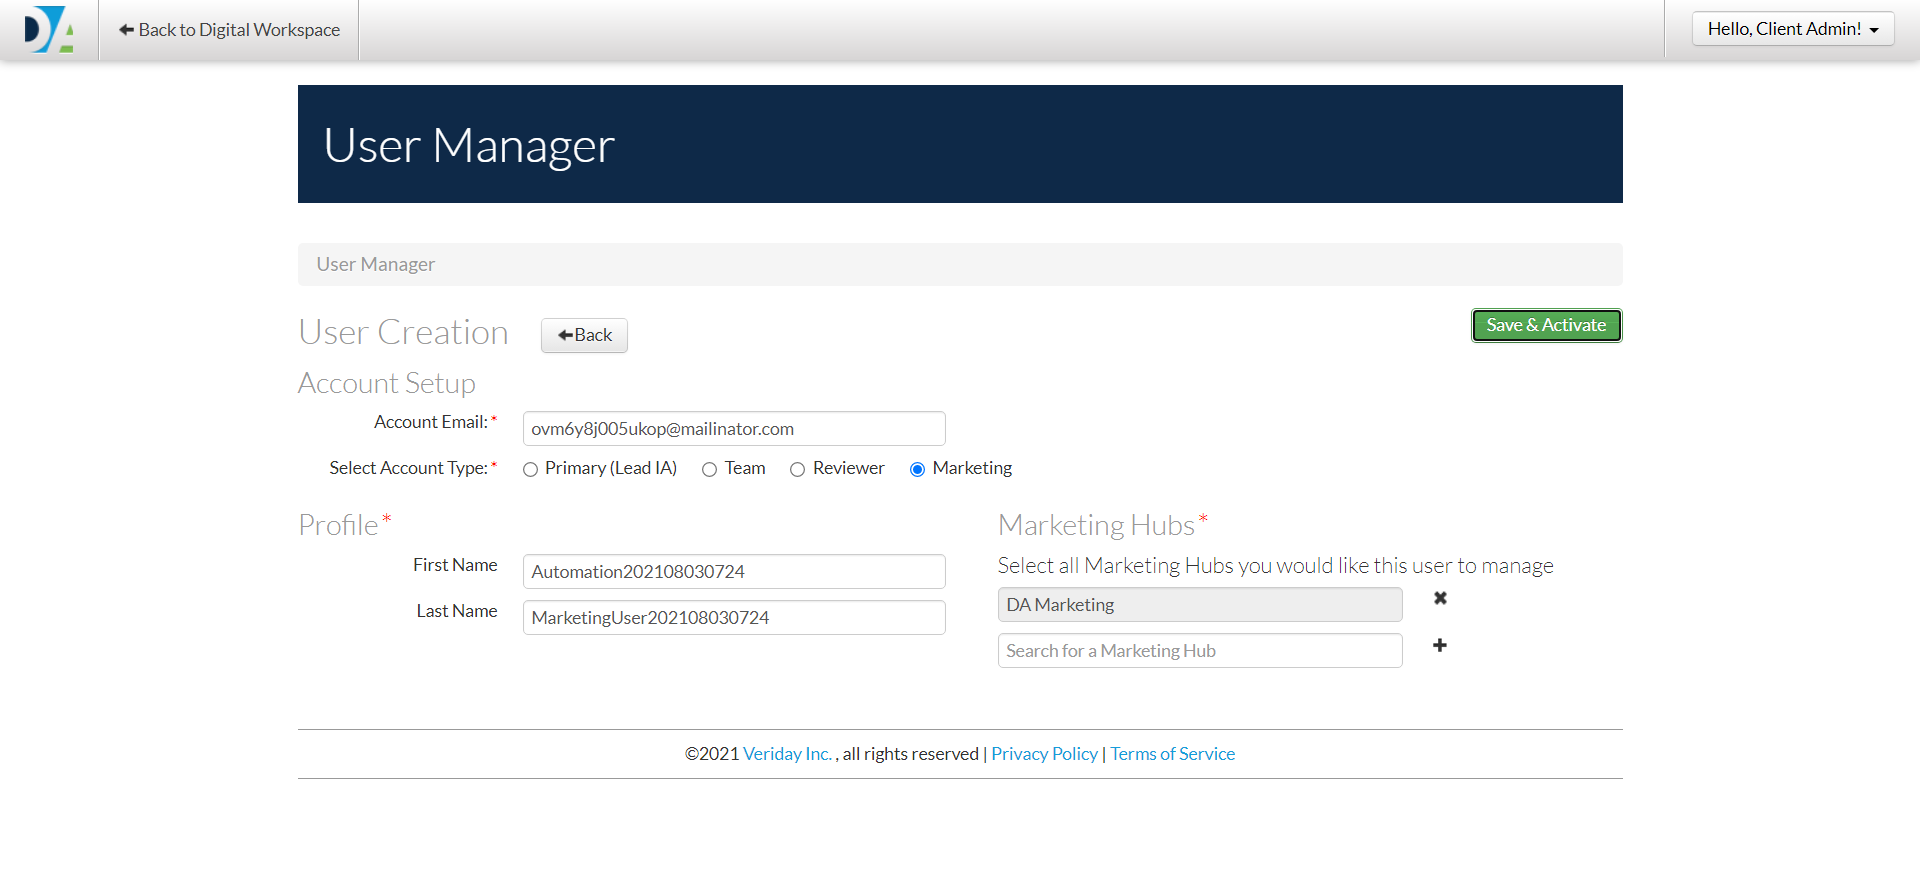 DA
Back to Digital Workspace
Hello, Client Admin!
User Manager
User Manager
User Creation
Back
Save & Activate
Account Setup
Account Email:*
ovm6y8j005ukop@mailinator.com
Select Account Type:*
Primary (Lead IA)
Team
Reviewer
Marketing
Profile*
First Name
Automation202108030724
Last Name
MarketingUser202108030724
Marketing Hubs*
Select all Marketing Hubs you would like this user to manage
DA Marketing
Search for a Marketing Hub
©2021 Veriday Inc. , all rights reserved | Privacy Policy | Terms of Service